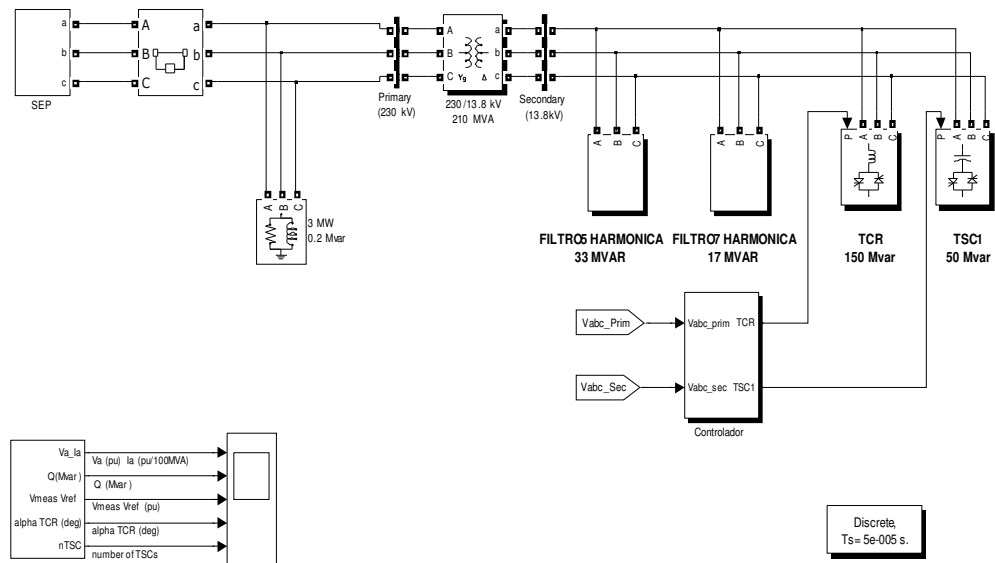 a
b
c
SEP
A
B
C
a
b
c
A
B
C
3 MW
0.2 Mvar
Primary
(230 kV)
A
B
C
Yg
Δ
a
b
c
230 /13.8 kV
210 MVA
Secondary
(13.8kV)
A
B
C
FILTRO5 HARMONICA
33 MVAR
A
B
C
FILTRO7 HARMONICA
17 MVAR
P
A
B
C
TCR
150 Mvar
P
A
B
C
TSC1
50 Mvar
Vabc_Prim
Vabc_Sec
Vabc_prim
TCR
Vabc_sec
TSC1
Controlador
Va_Ia
Q(Mvar )
Vmeas Vref
alpha TCR (deg)
nTSC
Va (pu) Ia (pu/100MVA)
Q (Mvar )
Vmeas Vref (pu)
alpha TCR (deg)
number of TSCs
Discrete,
Ts= 5e-005 s.